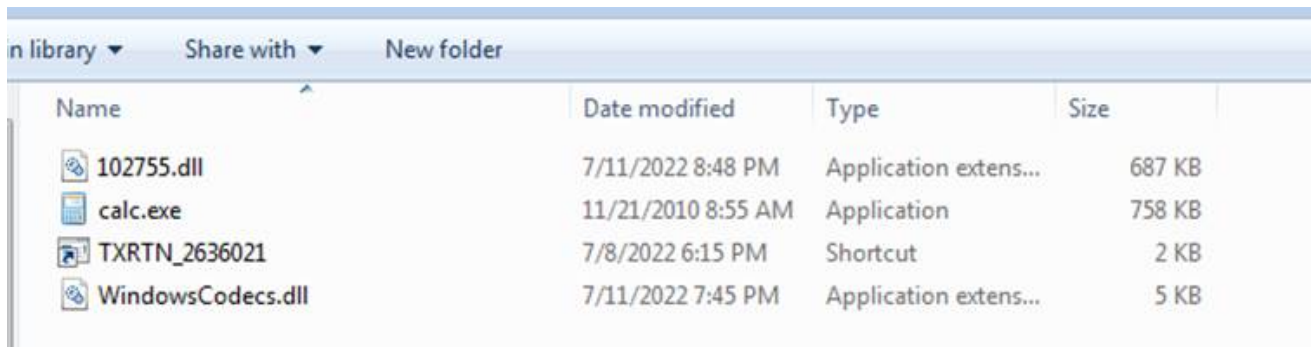 n library Share with New folder
Name Date modified Type Size
102755.dll 7/11/2022 8:48 PM Application extens... 687 KB
calc.exe 11/21/2010 8:55 AM Application 758 KB
TXRTN_2636021 7/8/2022 6:15 PM Shortcut 2 KB
WindowsCodecs.dll 7/11/2022 7:45 PM Application extens... 5 KB